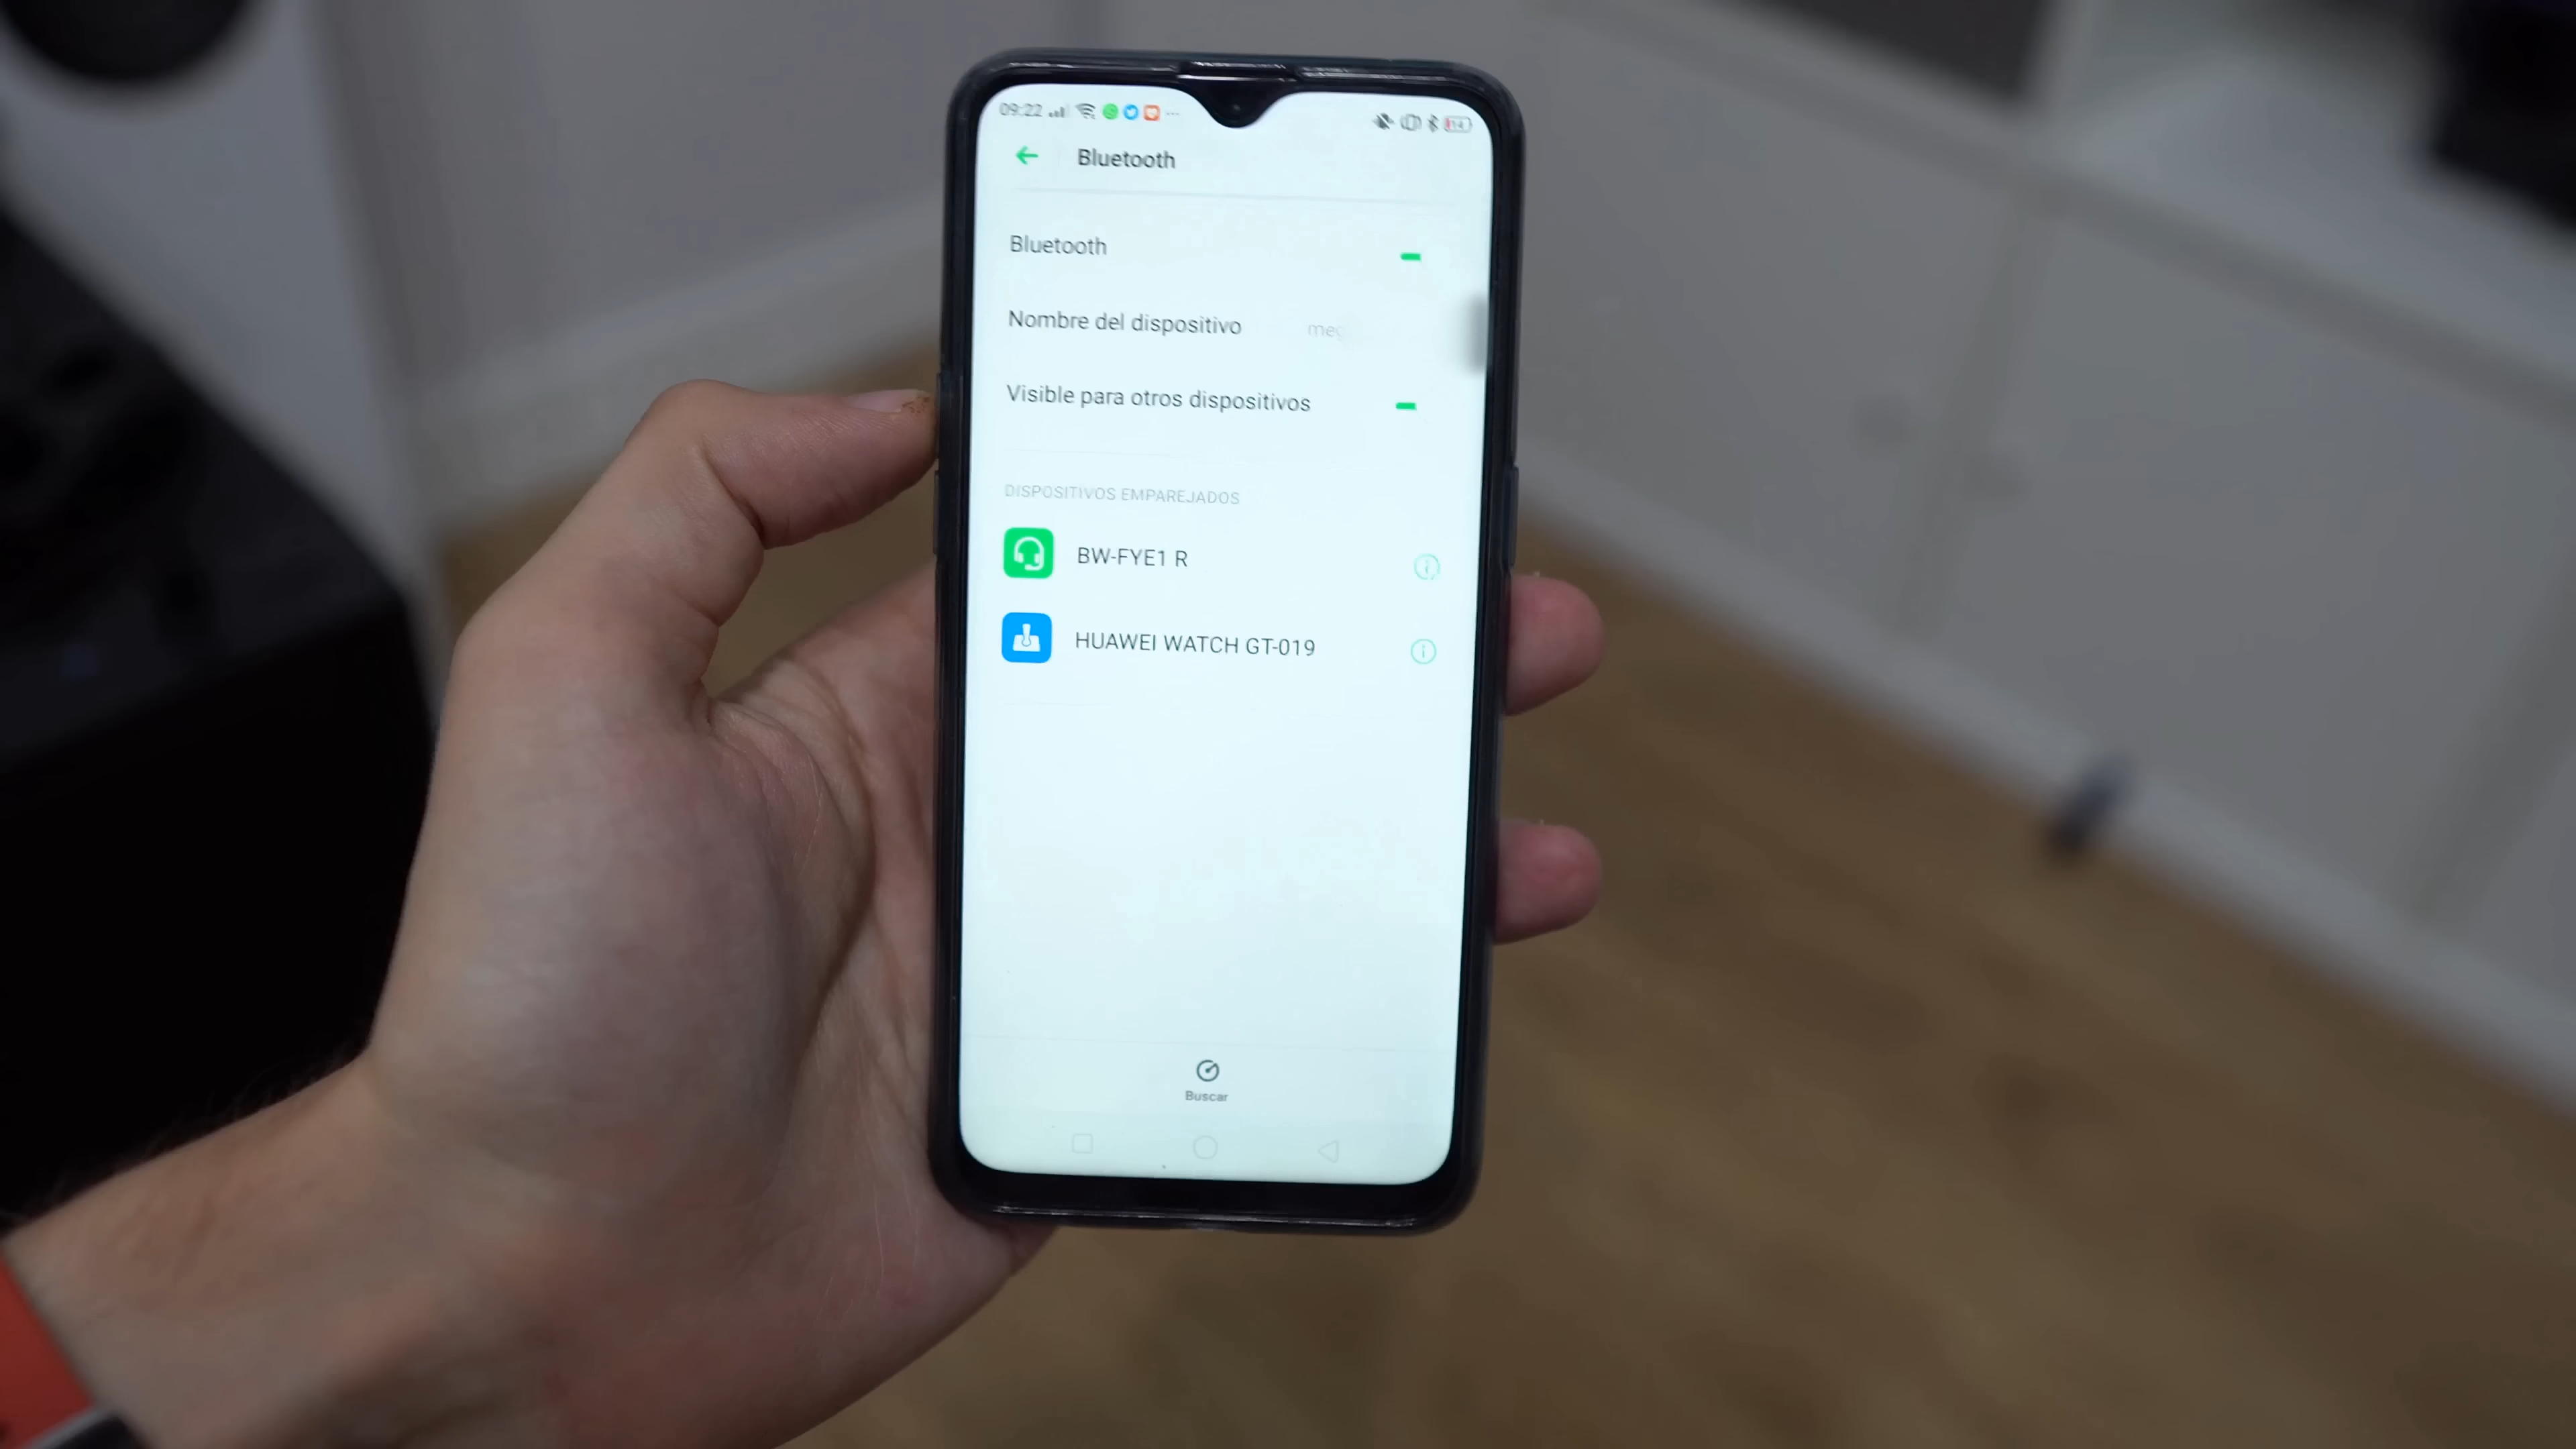 09:22
14
Bluetooth
Bluetooth
Nombre del dispositivo
Visible para otros dispositivos
DISPOSITIVOS EMPAREJADOS
BW-FYE1 R
HUAWEI WATCH GT-019
Buscar